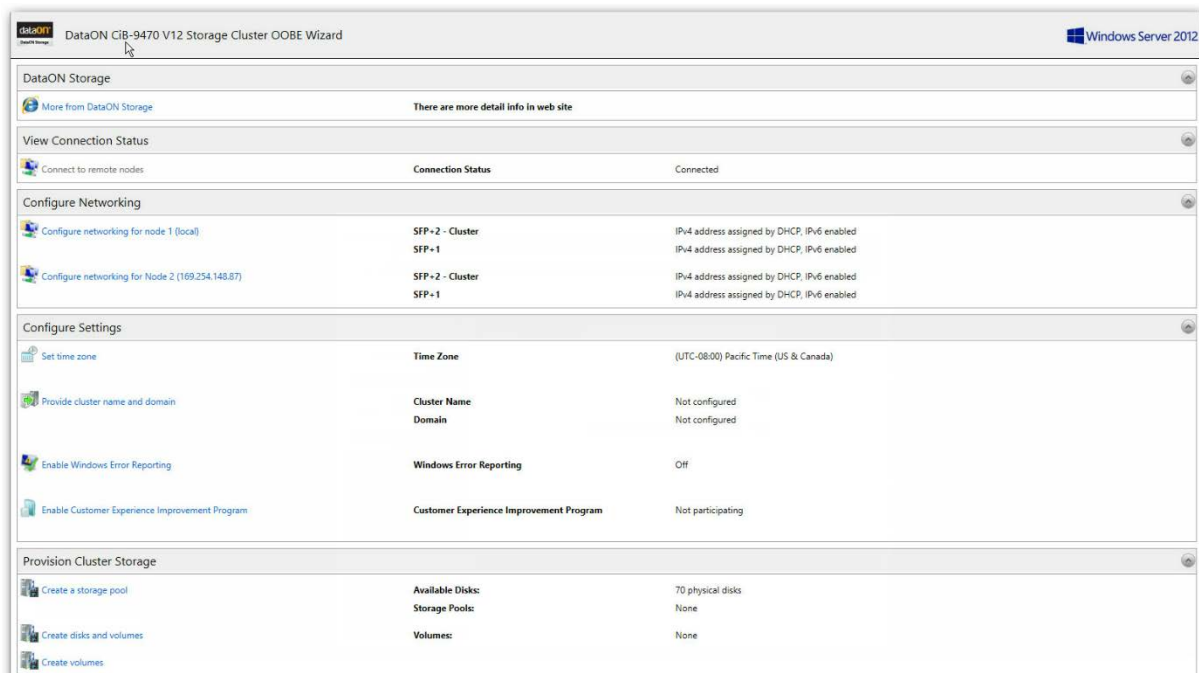 dataON
DataON Storage
DataON CiB-9470 V12 Storage Cluster OOBE Wizard
Windows Server 2012
DataON Storage
More from DataON Storage There are more detail info in web site
View Connection Status
Connect to remote nodes Connection Status Connected
Configure Networking
Configure networking for node 1 (local) SFP+2 - Cluster IPv4 address assigned by DHCP, IPv6 enabled
SFP+1 IPv4 address assigned by DHCP, IPv6 enabled
Configure networking for Node 2 (169.254.148.87) SFP+2 - Cluster IPv4 address assigned by DHCP, IPv6 enabled
SFP+1 IPv4 address assigned by DHCP, IPv6 enabled
Configure Settings
Set time zone Time Zone (UTC-08:00) Pacific Time (US & Canada)
Provide cluster name and domain Cluster Name Not configured
Domain Not configured
Enable Windows Error Reporting Windows Error Reporting Off
Enable Customer Experience Improvement Program Customer Experience Improvement Program Not participating
Provision Cluster Storage
Create a storage pool Available Disks: 70 physical disks
Storage Pools: None
Create disks and volumes Volumes: None
Create volumes